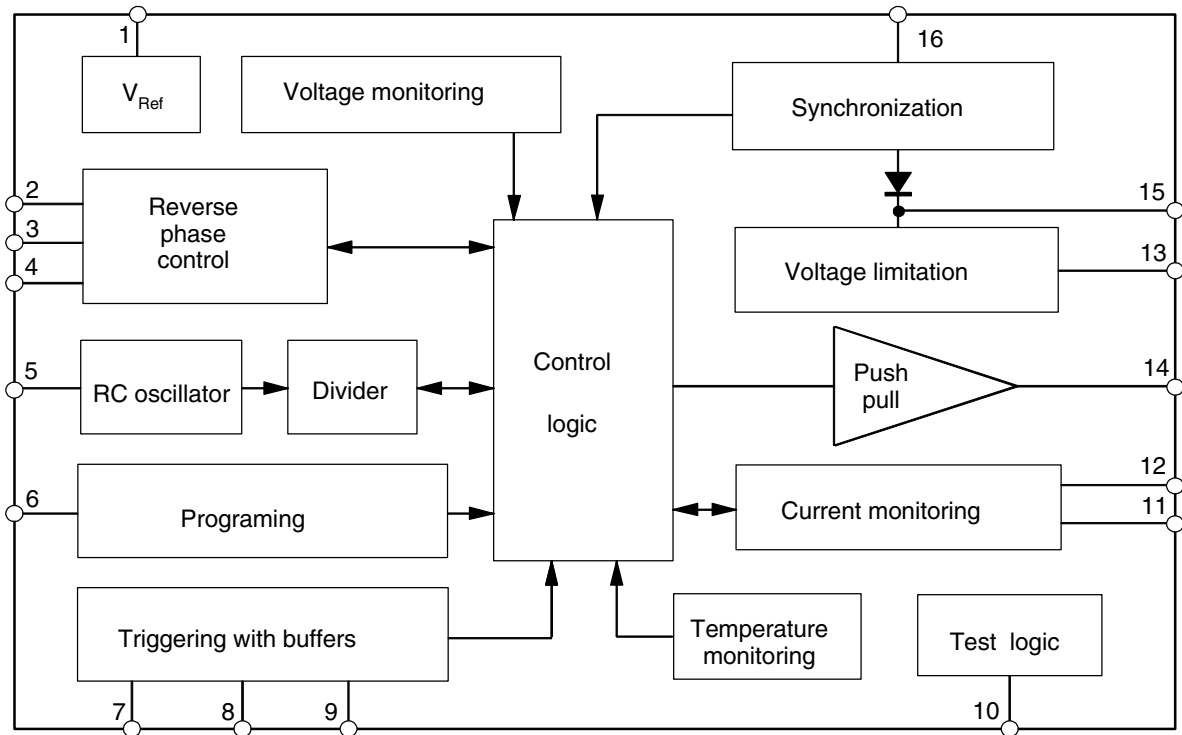 1
16
V_Ref
Voltage monitoring
Synchronization
2
3
4
Reverse
phase
control
15
13
Voltage limitation
5
RC oscillator
Divider
Control
logic
Push
pull
14
6
Programing
Current monitoring
12
11
Triggering with buffers
Temperature
monitoring
Test logic
7
8
9
10